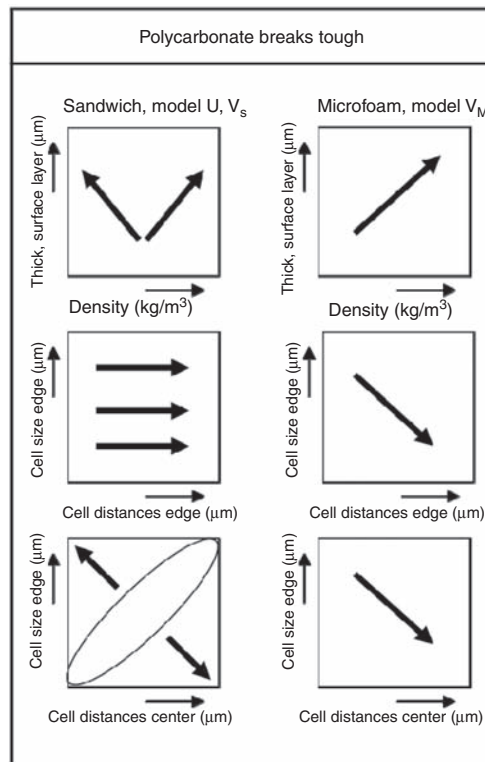 Polycarbonate breaks tough
Sandwich, model U, Vs
Microfoam, model VM
Thick, surface layer (μm)
Thick, surface layer (μm)
Density (kg/m³)
Density (kg/m³)
Cell size edge (μm)
Cell size edge (μm)
Cell distances edge (μm)
Cell distances edge (μm)
Cell size edge (μm)
Cell size edge (μm)
Cell distances center (μm)
Cell distances center (μm)